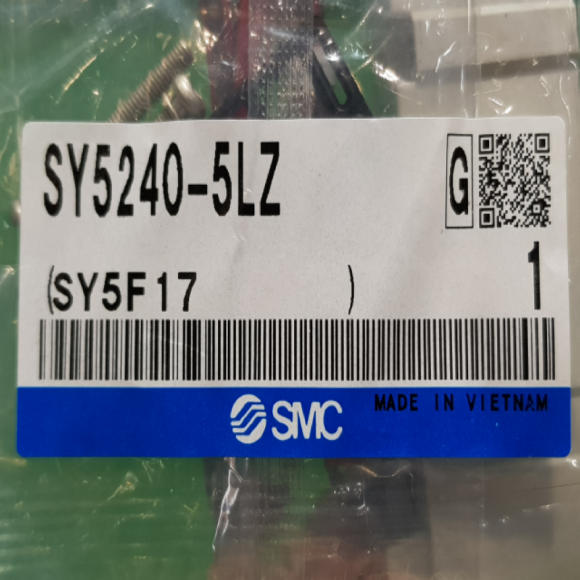 SY5240-5LZ
G
(SY5F17 )
1
SMC
MADE IN VIETNAM